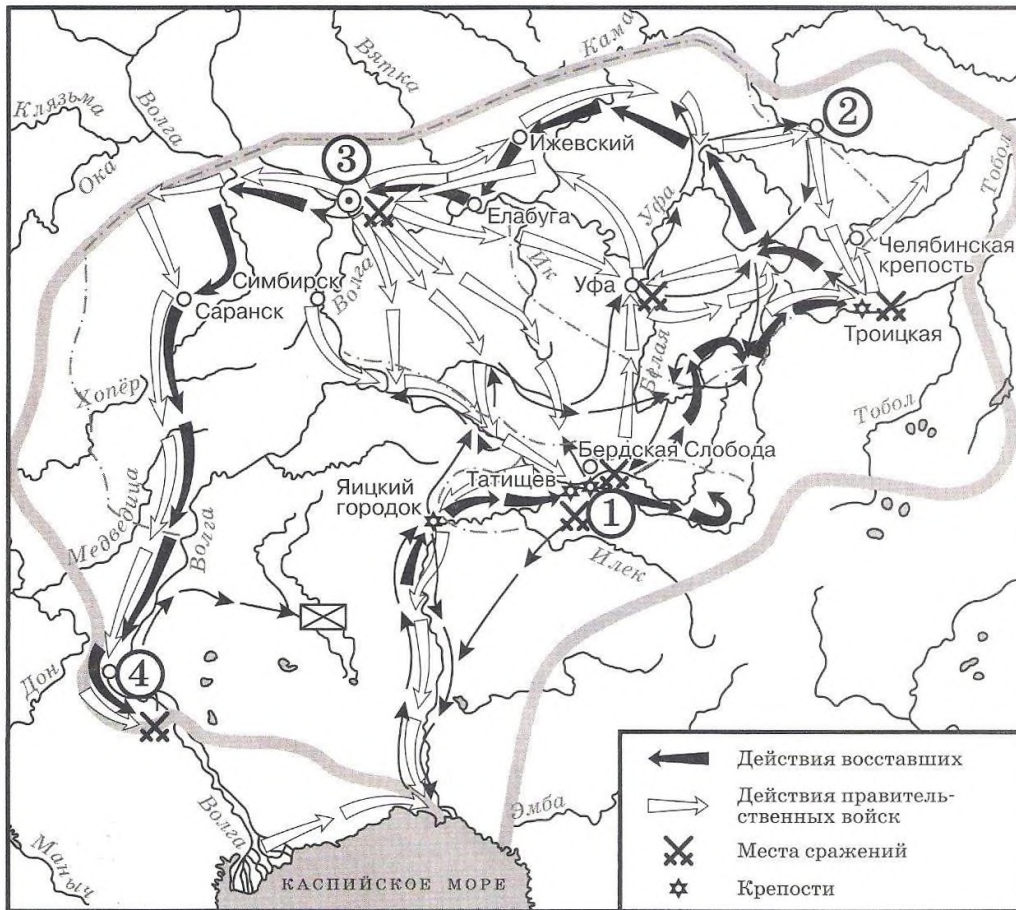 Кама
Вятка
Клязьма
Волга
2
Ока
3
Ижевский
Тобол
Елабуга
Уфа
Челябинская
крепость
Ик
Симбирск
Волга
Уфа
Саранск
Троицкая
Белая
Хопёр
Тобол
Бердская Слобода
Татищев
Яицкий
городок
1
Медведица
Волга
Илек
Дон
4
Действия восставших
Действия правитель-
ственных войск
Эмба
Волга
Места сражений
Маныч
КАСПИЙСКОЕ МОРЕ
Крепости